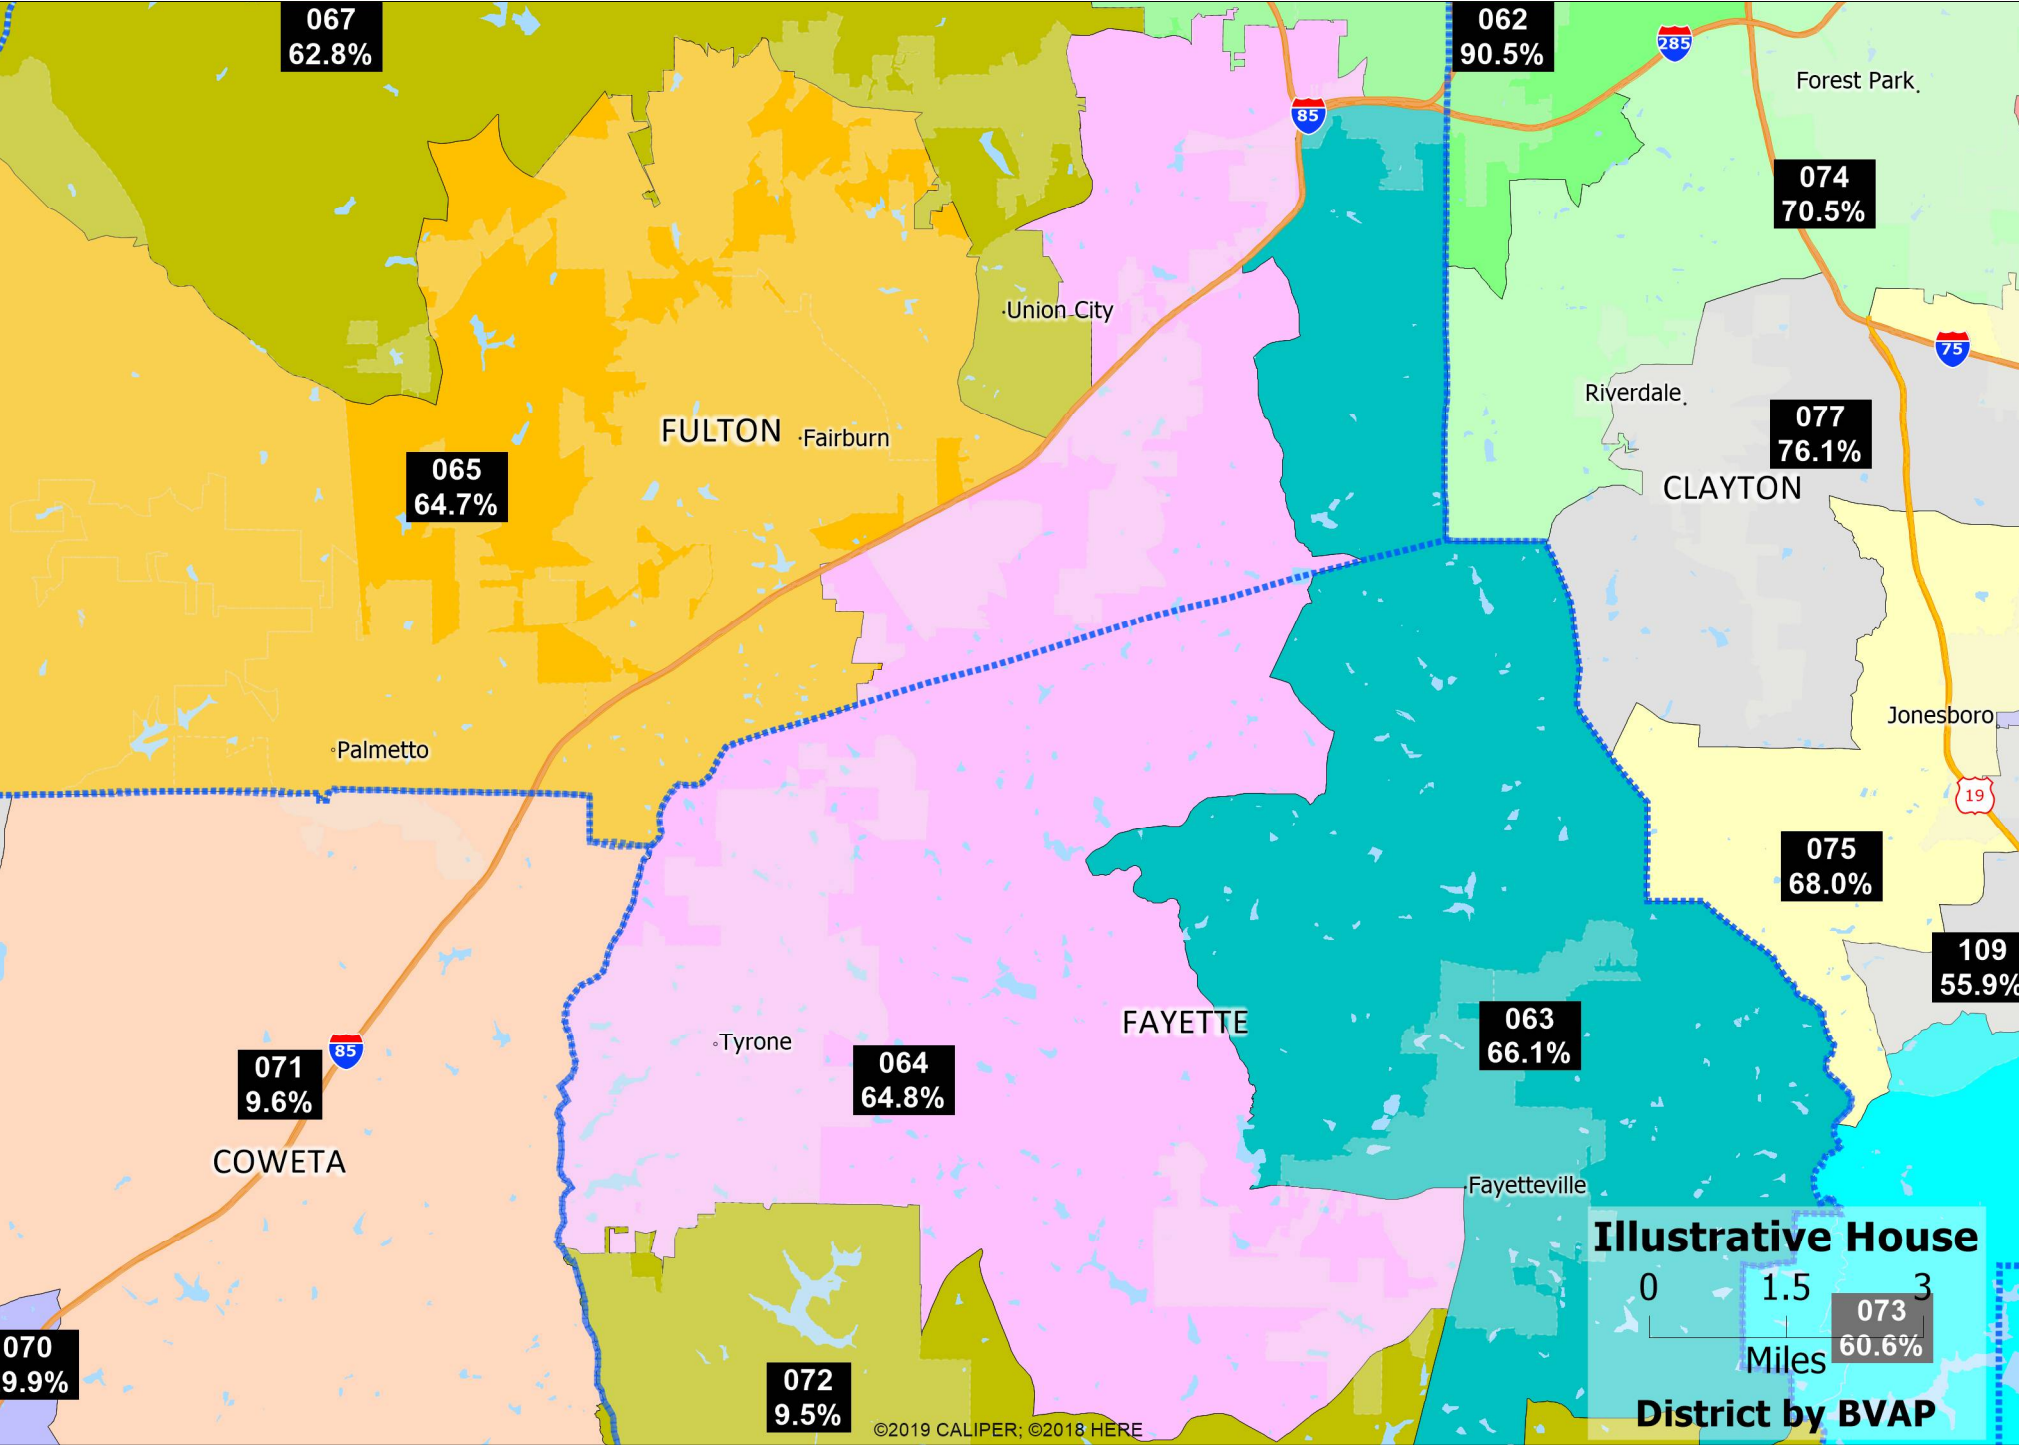 067
62.8%
062
90.5%
285
Forest Park
85
074
70.5%
Union City
75
Riverdale
077
76.1%
FULTON
Fairburn
065
64.7%
CLAYTON
Jonesboro
Palmetto
19
075
68.0%
109
55.9%
FAYETTE
063
66.1%
Tyrone
85
071
9.6%
064
64.8%
COWETA
Fayetteville
Illustrative House
0 1.5 3
073
60.6%
Miles
District by BVAP
070
9.9%
072
9.5%
©2019 CALIPER; ©2018 HERE